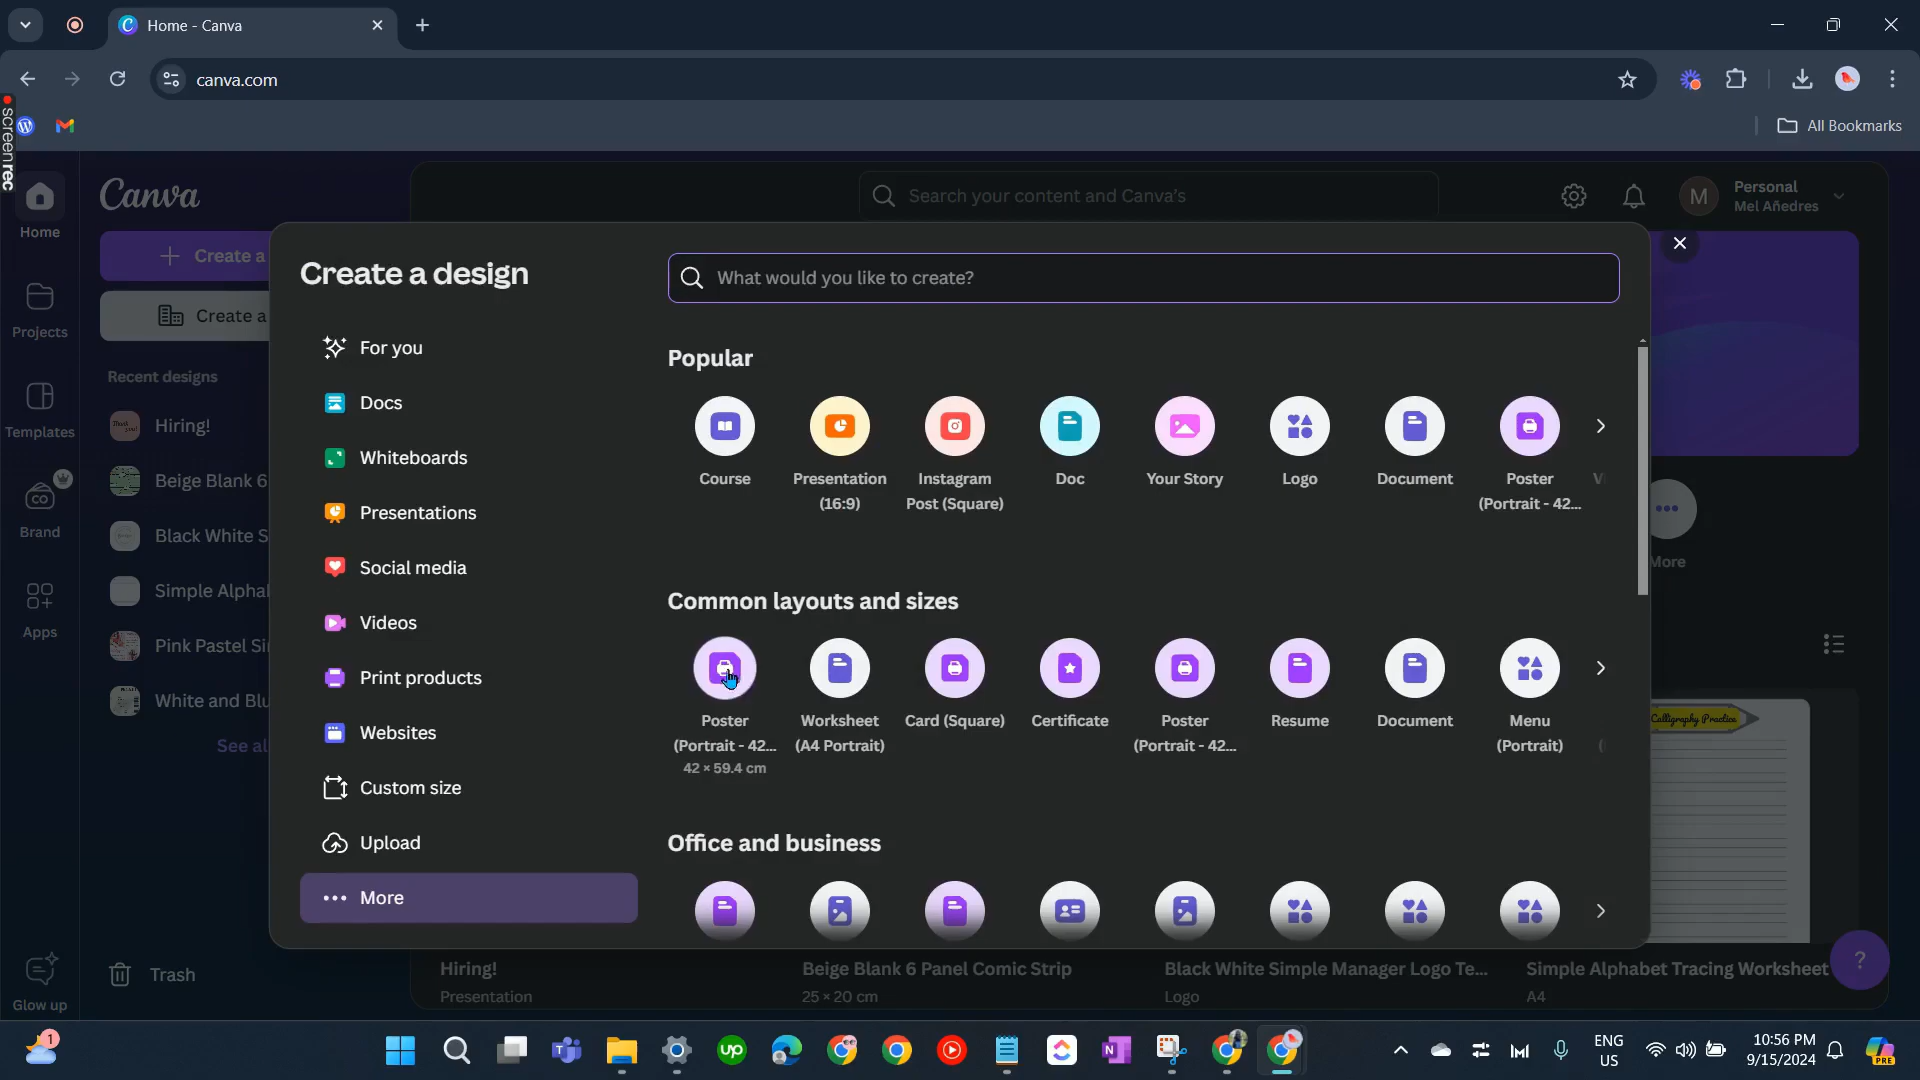 Home - Canva
canva.com
All Bookmarks
screenrec
Home
Projects
Templates
Brand
Apps
Glow up
Canva
Create a
Create a
Recent designs
Hiring!
Beige Blank 6
Black White S
Simple Alphal
Pink Pastel Si
White and Blu
See al
Trash
Search your content and Canva's
M
Personal
Mel Añedres
Create a design
What would you like to create?
For you
Docs
Whiteboards
Presentations
Social media
Videos
Print products
Websites
Custom size
Upload
More
Popular
Course
Presentation
(16:9)
Instagram
Post (Square)
Doc
Your Story
Logo
Document
Poster
(Portrait - 42...
Common layouts and sizes
Poster
(Portrait - 42...
42 × 59.4 cm
Worksheet
(A4 Portrait)
Card (Square)
Certificate
Poster
(Portrait - 42...
Resume
Document
Menu
(Portrait)
Office and business
More
Calligraphy Practice
Hiring!
Presentation
Beige Blank 6 Panel Comic Strip
25 × 20 cm
Black White Simple Manager Logo Te...
Logo
Simple Alphabet Tracing Worksheet
A4
?
1
up
ENG
US
10:56 PM
9/15/2024
PRE